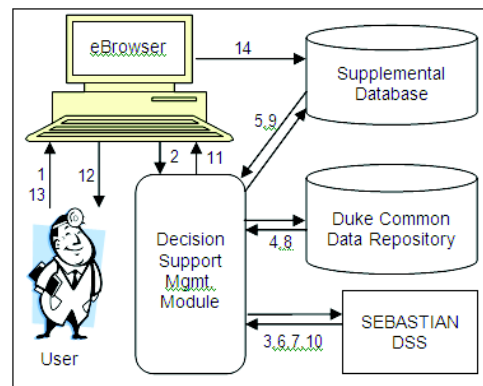 eBrowser
14
Supplemental
Database
5,9
1
13
12
2
11
Decision
Support
Mgmt.
Module
Duke Common
Data Repository
4,8
3,6,7,10
SEBASTIAN
DSS
User